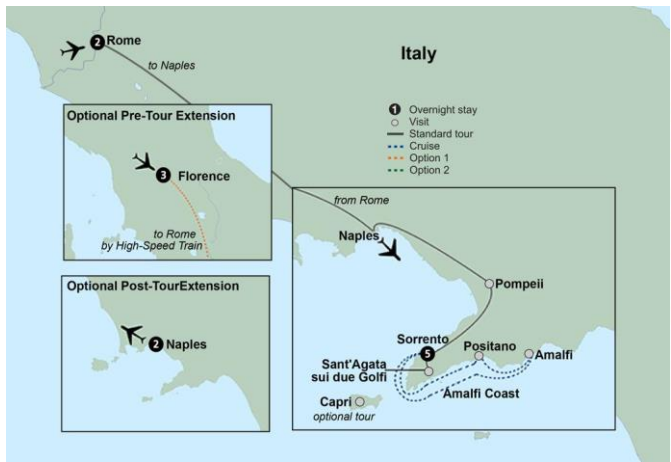 2 Rome
Italy
to Naples
1 Overnight stay
Visit
Standard tour
Cruise
Option 1
Option 2
Optional Pre-Tour Extension
3 Florence
to Rome
by High-Speed Train
from Rome
Naples
Pompeii
Sorrento
5
Positano
Amalfi
Sant'Agata
sui due Golfi
Amalfi Coast
Capri
optional tour
Optional Post-TourExtension
2 Naples